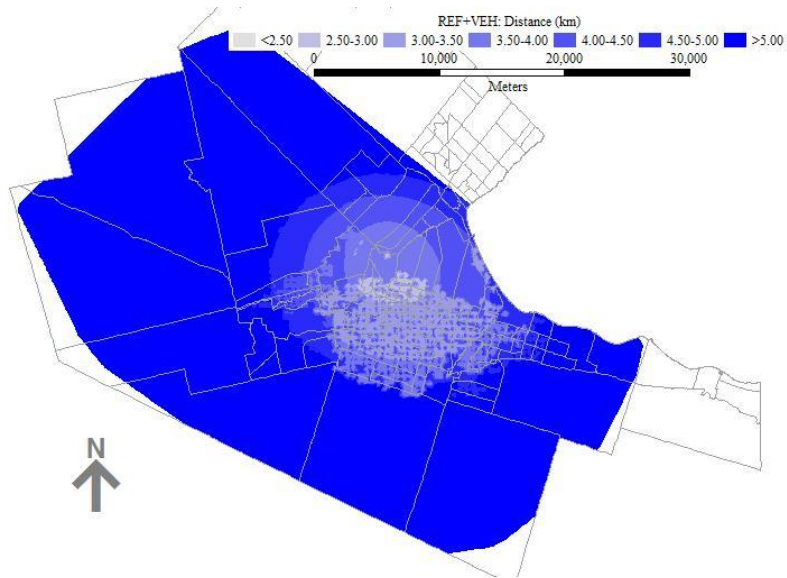 REF+VEH: Distance (km)
<2.50 2.50-3.00 3.00-3.50 3.50-4.00 4.00-4.50 4.50-5.00 >5.00
0 10,000 20,000 30,000
Meters
N